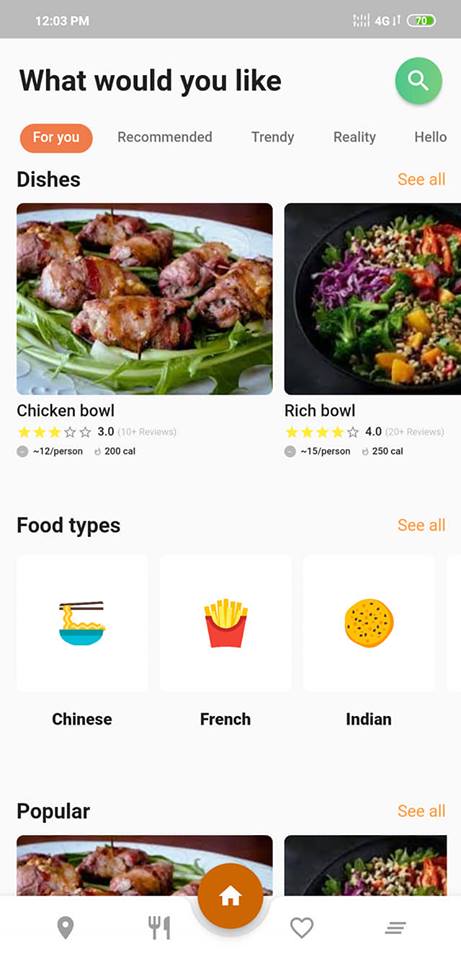 12:03 PM 4G 70
What would you like
For you Recommended Trendy Reality Hello
Dishes See all
Chicken bowl Rich bowl
3.0 (10+ Reviews) 4.0 (20+ Reviews)
~12/person 200 cal ~15/person 250 cal
Food types See all
Chinese French Indian
Popular See all